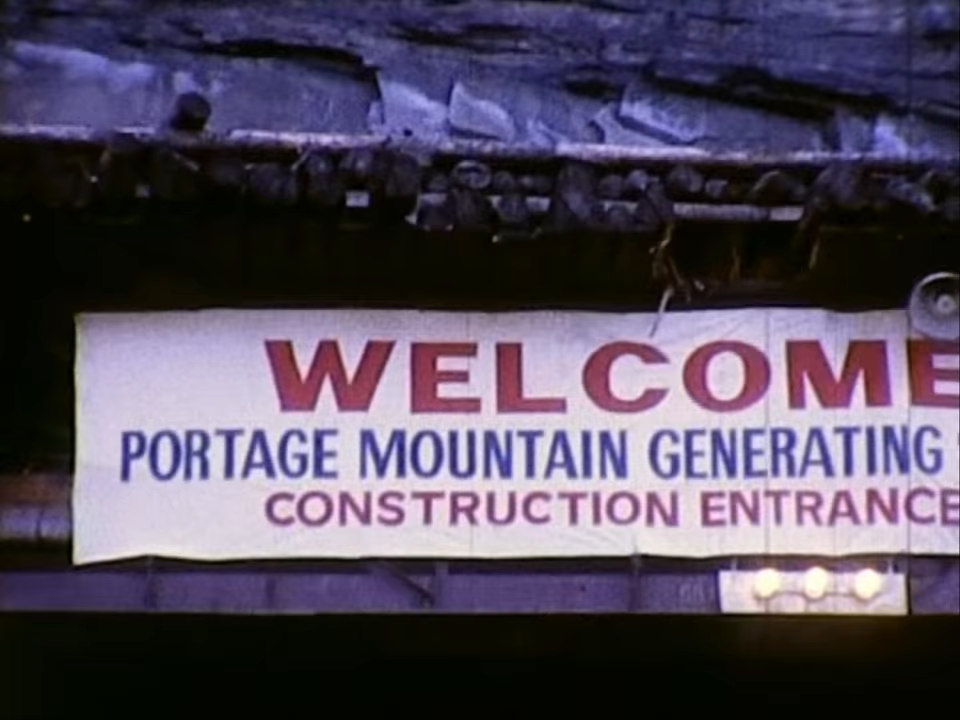 WELCOME
PORTAGE MOUNTAIN GENERATING
CONSTRUCTION ENTRANCE